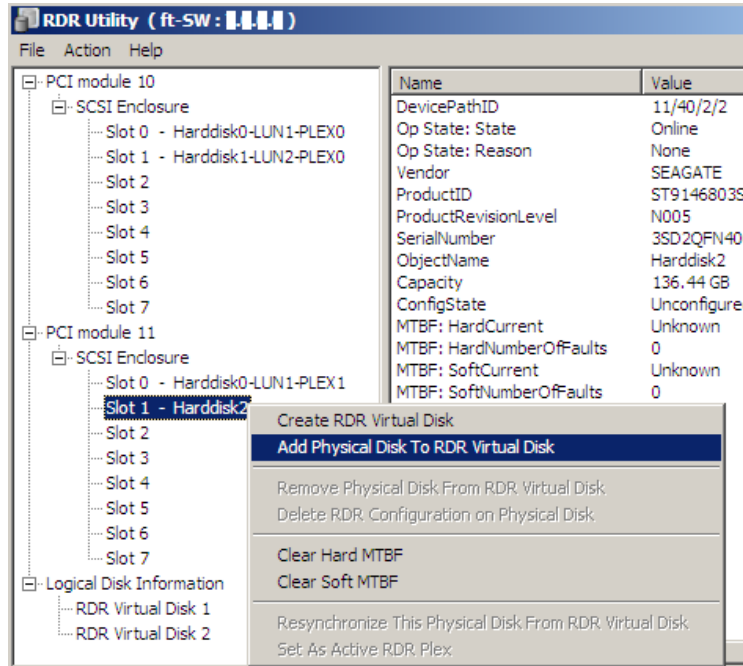 RDR Utility ( ft-SW : . . . . )
File Action Help
PCI module 10
SCSI Enclosure
Slot 0 - Harddisk0-LUN1-PLEX0
Slot 1 - Harddisk1-LUN2-PLEX0
Slot 2
Slot 3
Slot 4
Slot 5
Slot 6
Slot 7
PCI module 11
SCSI Enclosure
Slot 0 - Harddisk0-LUN1-PLEX1
Slot 1 - Harddisk2
Slot 2
Slot 3
Slot 4
Slot 5
Slot 6
Slot 7
Logical Disk Information
RDR Virtual Disk 1
RDR Virtual Disk 2
Name Value
DevicePathID 11/40/2/2
Op State: State Online
Op State: Reason None
Vendor SEAGATE
ProductID ST9146803S
ProductRevisionLevel N005
SerialNumber 3SD2QFN40
ObjectName Harddisk2
Capacity 136.44 GB
ConfigState Unconfigure
MTBF: HardCurrent Unknown
MTBF: HardNumberOfFaults 0
MTBF: SoftCurrent Unknown
MTBF: SoftNumberOfFaults 0
Create RDR Virtual Disk
Add Physical Disk To RDR Virtual Disk
Remove Physical Disk From RDR Virtual Disk
Delete RDR Configuration on Physical Disk
Clear Hard MTBF
Clear Soft MTBF
Resynchronize This Physical Disk From RDR Virtual Disk
Set As Active RDR Plex